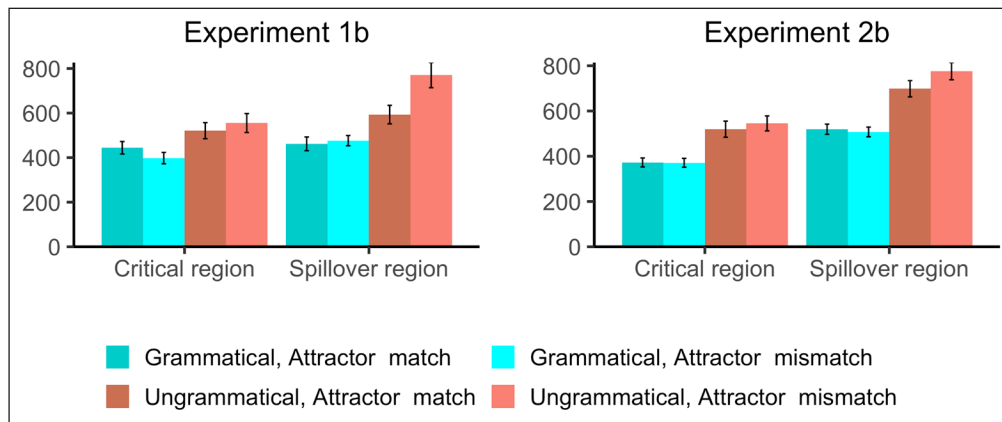 Experiment 1b
Experiment 2b
800
600
400
200
0
800
600
400
200
0
Critical region
Spillover region
Critical region
Spillover region
Grammatical, Attractor match
Grammatical, Attractor mismatch
Ungrammatical, Attractor match
Ungrammatical, Attractor mismatch